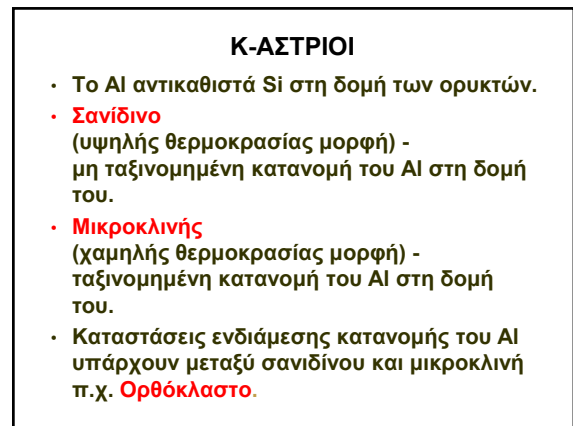 Κ-ΑΣΤΡΙΟΙ
• Το Al αντικαθιστά Si στη δομή των ορυκτών.
• Σανίδινο
(υψηλής θερμοκρασίας μορφή) -
μη ταξινομημένη κατανομή του Al στη δομή
του.
• Μικροκλινής
(χαμηλής θερμοκρασίας μορφή) -
ταξινομημένη κατανομή του Al στη δομή
του.
• Καταστάσεις ενδιάμεσης κατανομής του Al
υπάρχουν μεταξύ σανιδίνου και μικροκλινή
π.χ. Ορθόκλαστο.